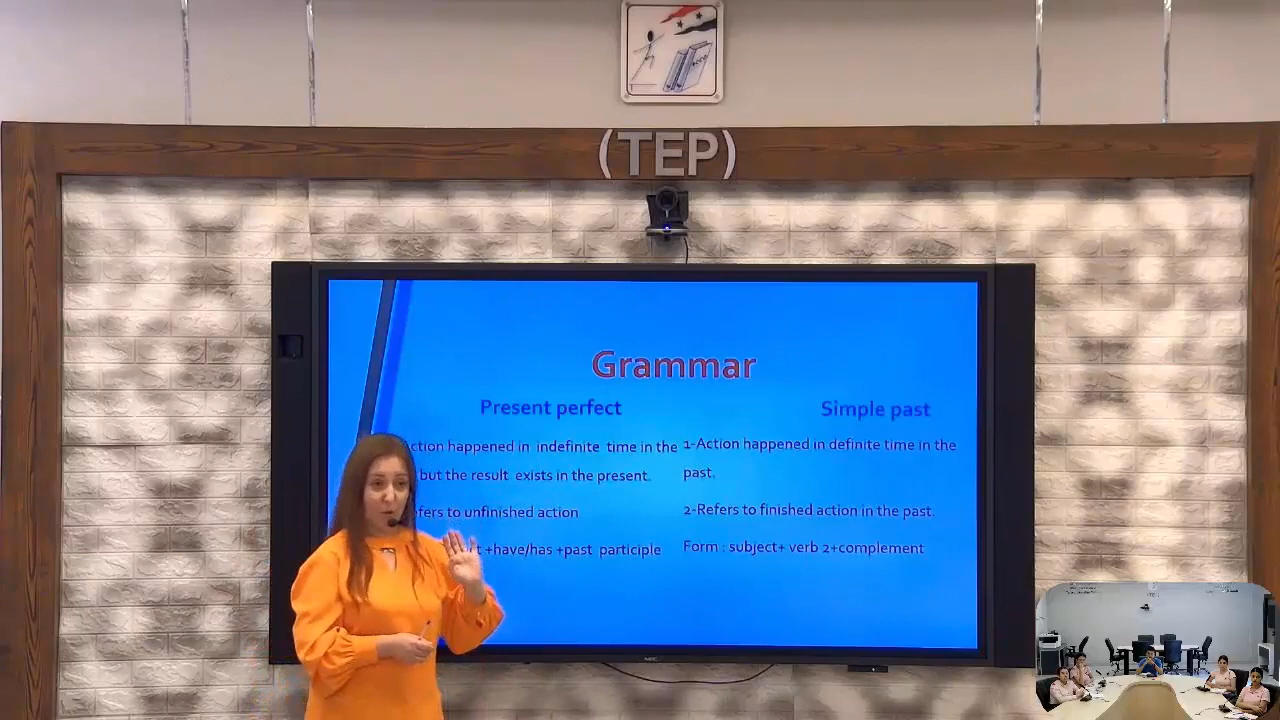 (TEP)
Grammar
Present perfect
ction happened in indefinite time in the
but the result exists in the present.
fers to unfinished action
t +have/has +past participle
Simple past
1-Action happened in definite time in the
past.
2-Refers to finished action in the past.
Form : subject+ verb 2+complement
NEC